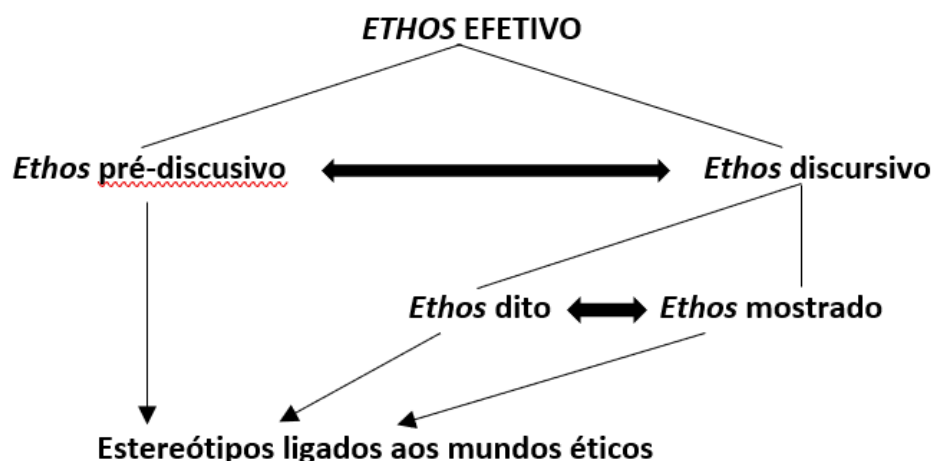 ETHOS EFETIVO
Ethos pré-discusivo
Ethos discursivo
Ethos dito
Ethos mostrado
Estereótipos ligados aos mundos éticos